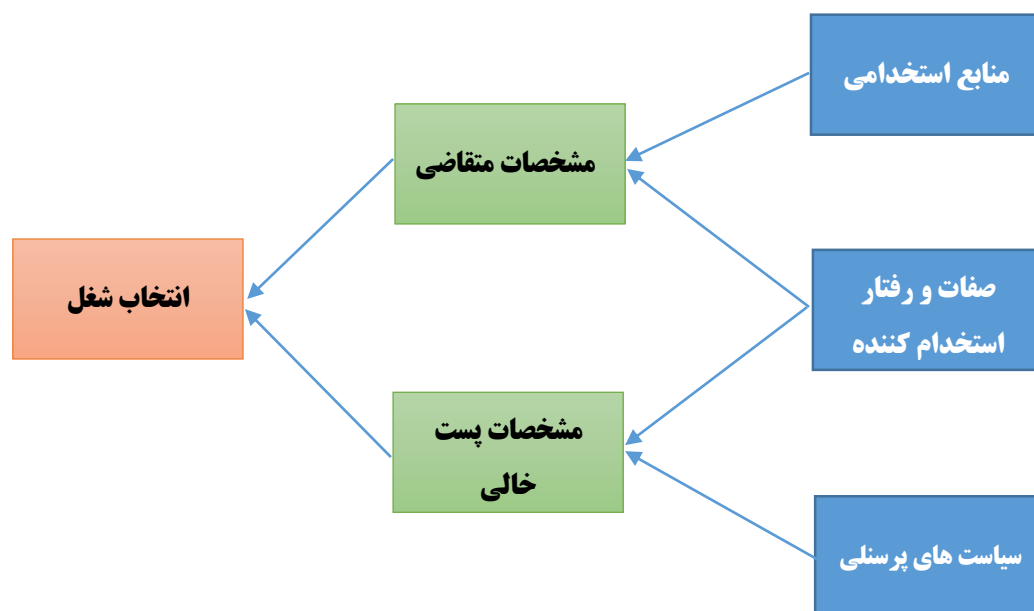 منابع استخدامی
مشخصات متقاضی
صفات و رفتار
استخدام کننده
انتخاب شغل
مشخصات پست
خالی
سیاست های پرسنلی